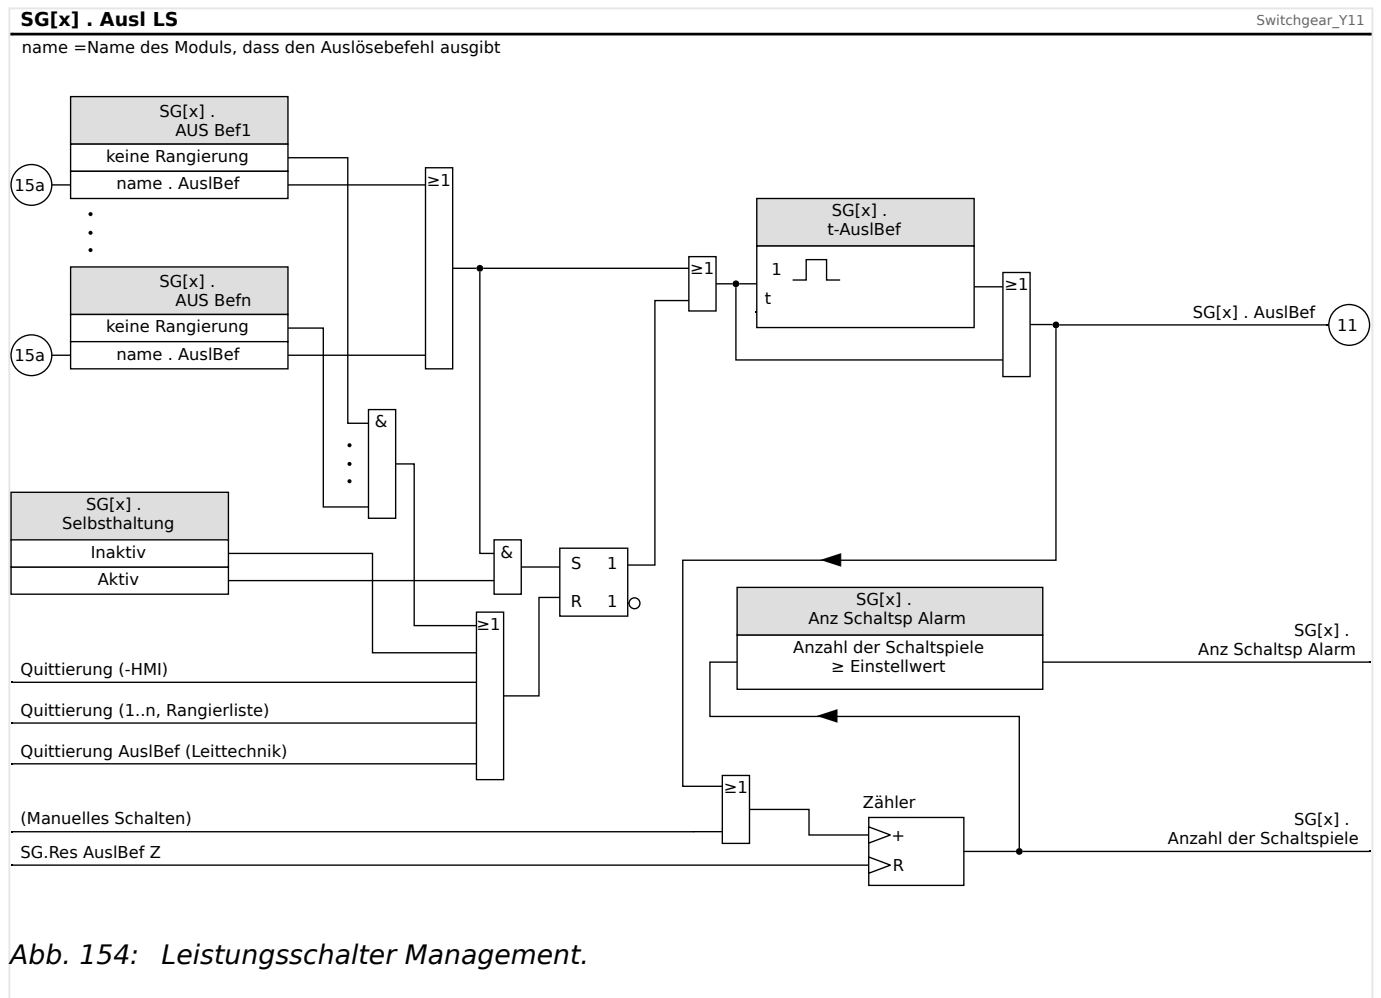 SG[x] . Ausl LS
Switchgear_Y11
name =Name des Moduls, dass den Auslösebefehl ausgibt
SG[x] .
AUS Bef1
keine Rangierung
15a
name . AuslBef
≥1
SG[x] .
t-AuslBef
SG[x] .
AUS Befn
≥1
1
t
≥1
SG[x] . AuslBef
11
keine Rangierung
15a
name . AuslBef
&
SG[x] .
Selbsthaltung
Inaktiv
Aktiv
&
S 1
R 1
≥1
SG[x] .
Anz Schaltsp Alarm
Anzahl der Schaltspiele
≥ Einstellwert
SG[x] .
Anz Schaltsp Alarm
Quittierung (-HMI)
Quittierung (1..n, Rangierliste)
Quittierung AuslBef (Leittechnik)
≥1
Zähler
(Manuelles Schalten)
+
SG[x] .
Anzahl der Schaltspiele
SG.Res AuslBef Z
R
Abb. 154: Leistungsschalter Management.